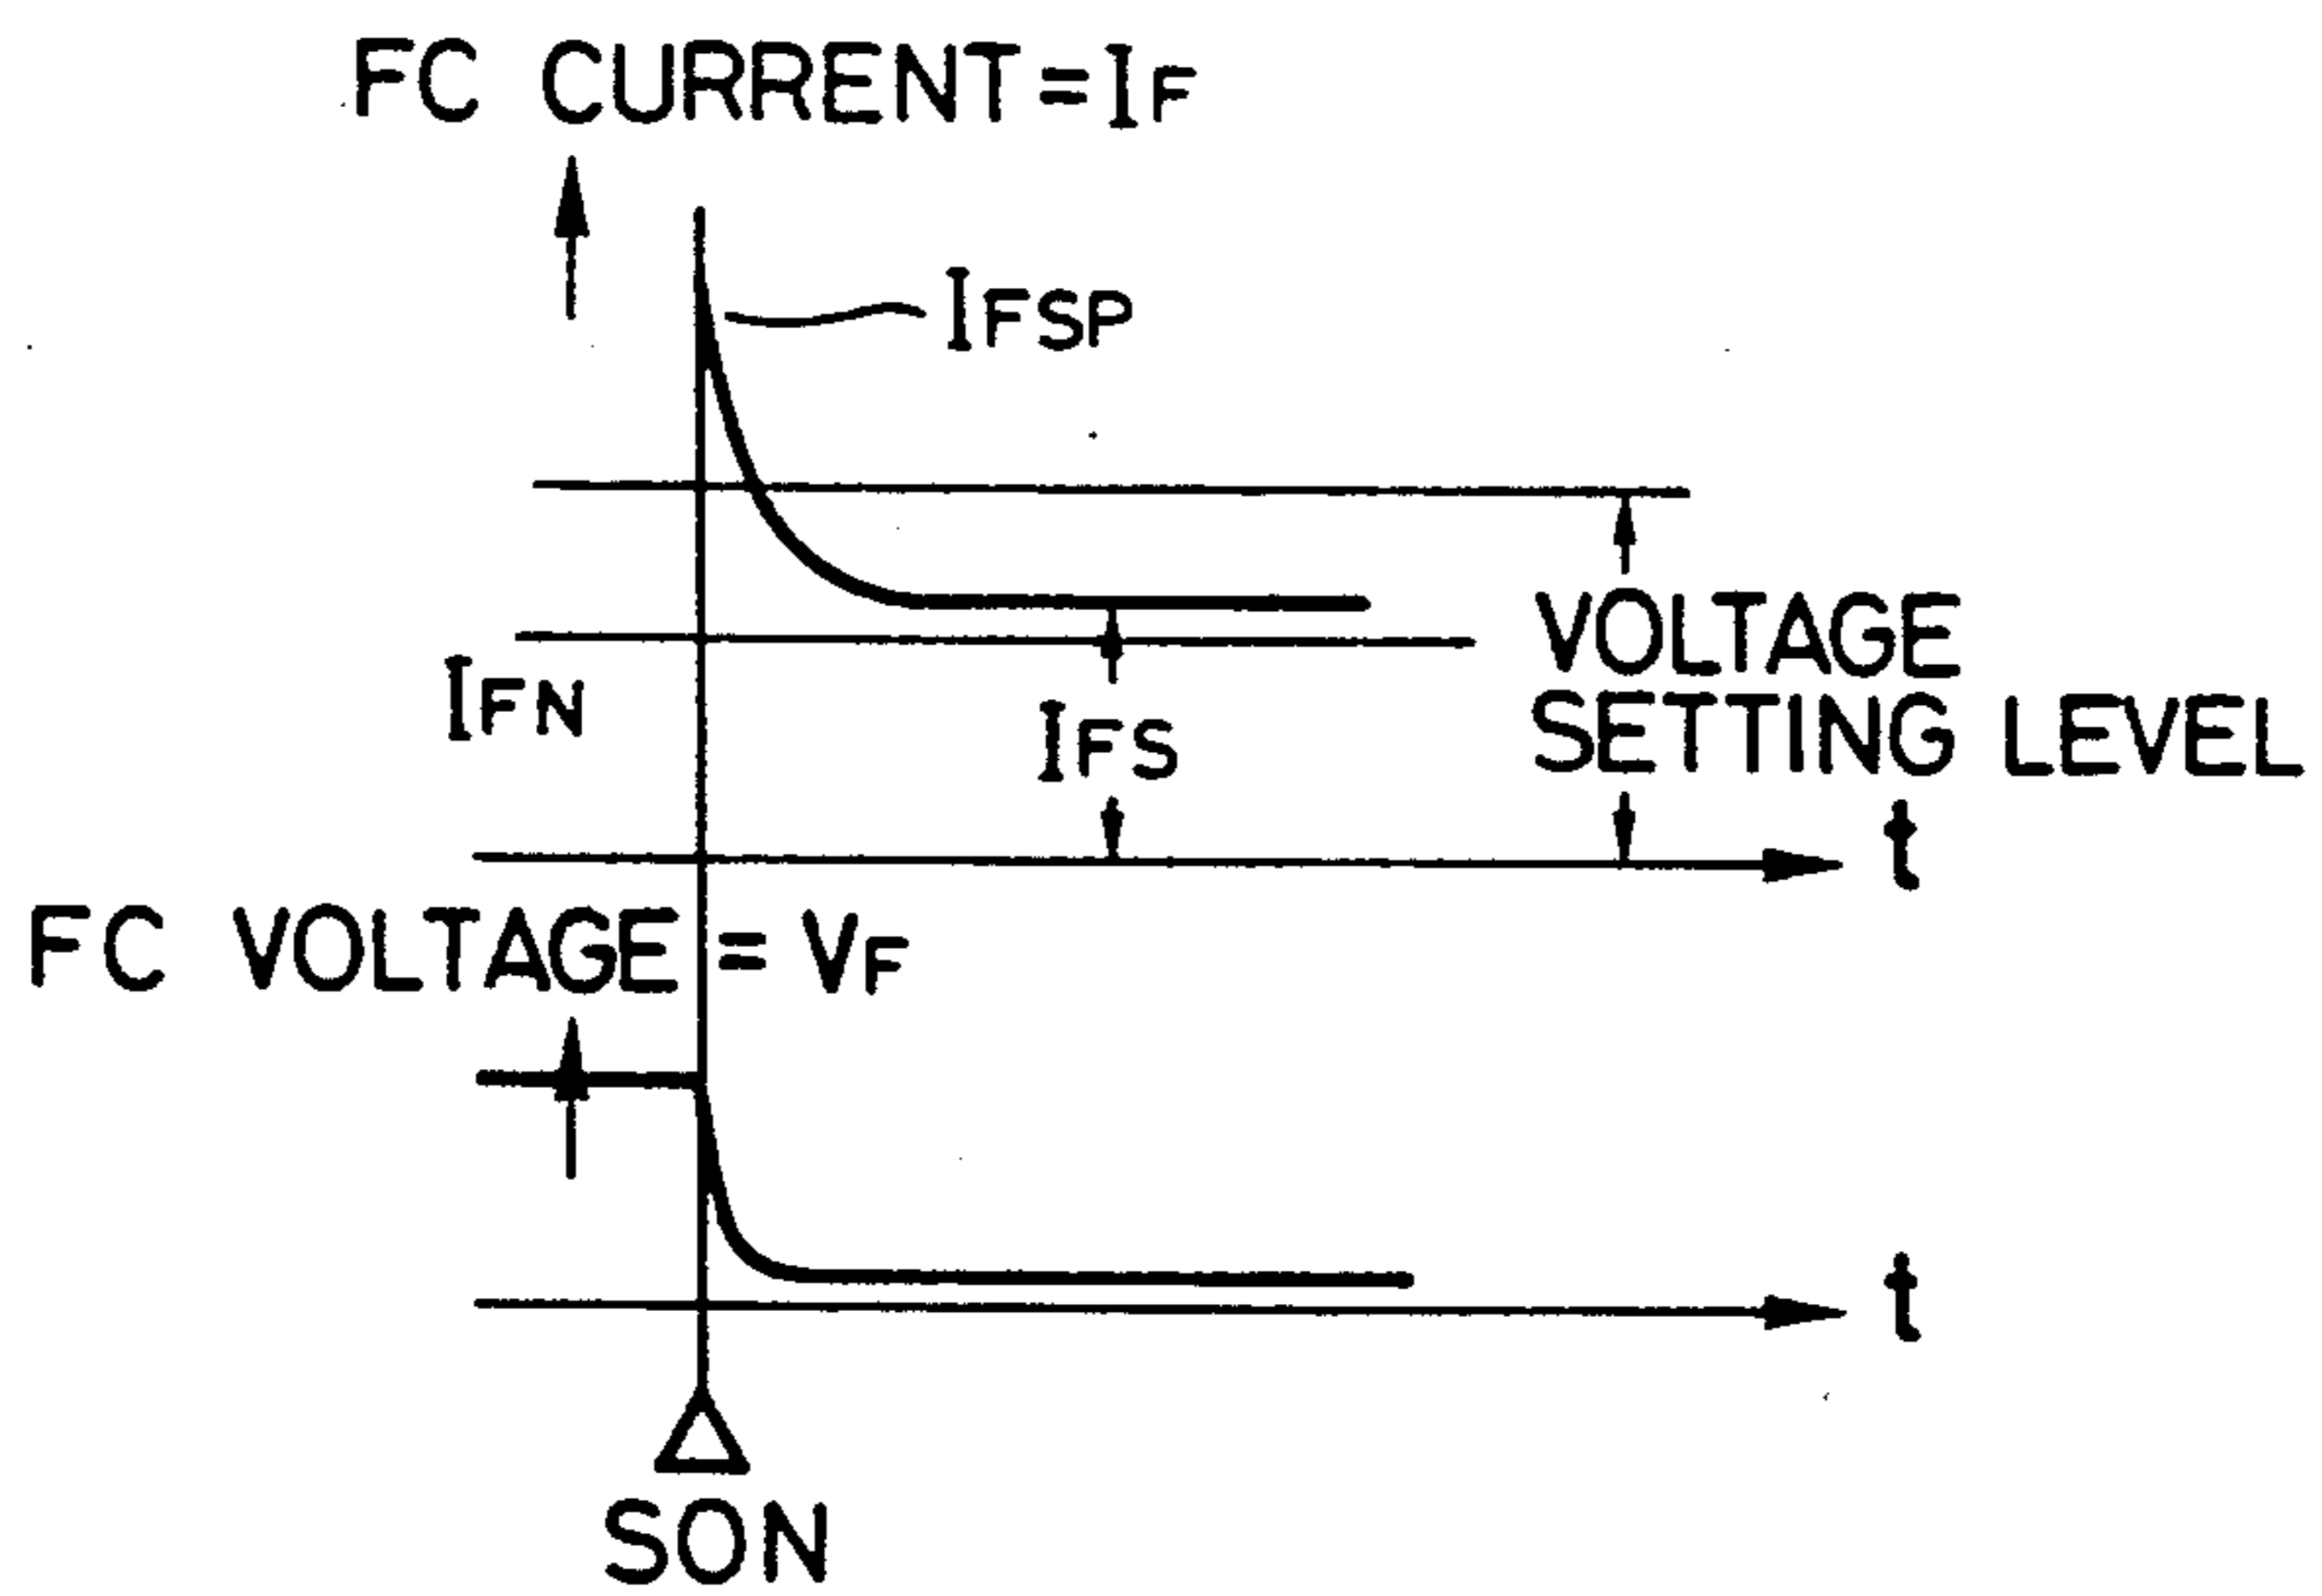 FC CURRENT=IF
IFSP
VOLTAGE
SETTING LEVEL
IFN
IFS
t
FC VOLTAGE = VF
t
SON